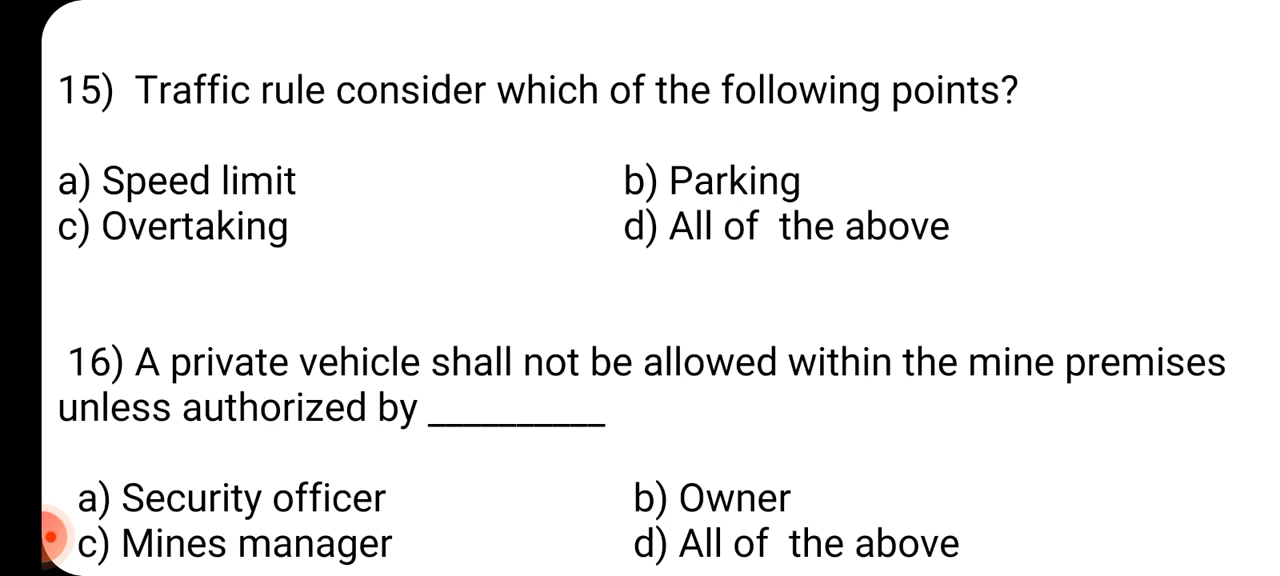 15) Traffic rule consider which of the following points?
a) Speed limit b) Parking
c) Overtaking d) All of the above
16) A private vehicle shall not be allowed within the mine premises
unless authorized by __________
a) Security officer b) Owner
c) Mines manager d) All of the above